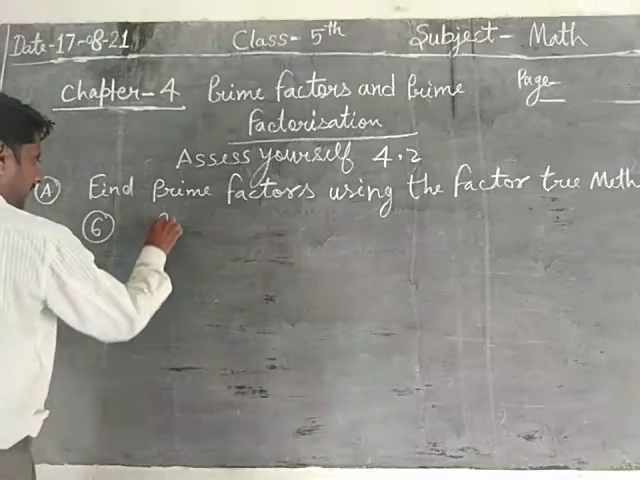 Date-17-08-21 Class- 5th Subject- Math
Chapter-4 Prime factors and Prime Page-
Factorisation
Assess yourself 4.2
(A) Find Prime factors using the factor tree Meth
(6)